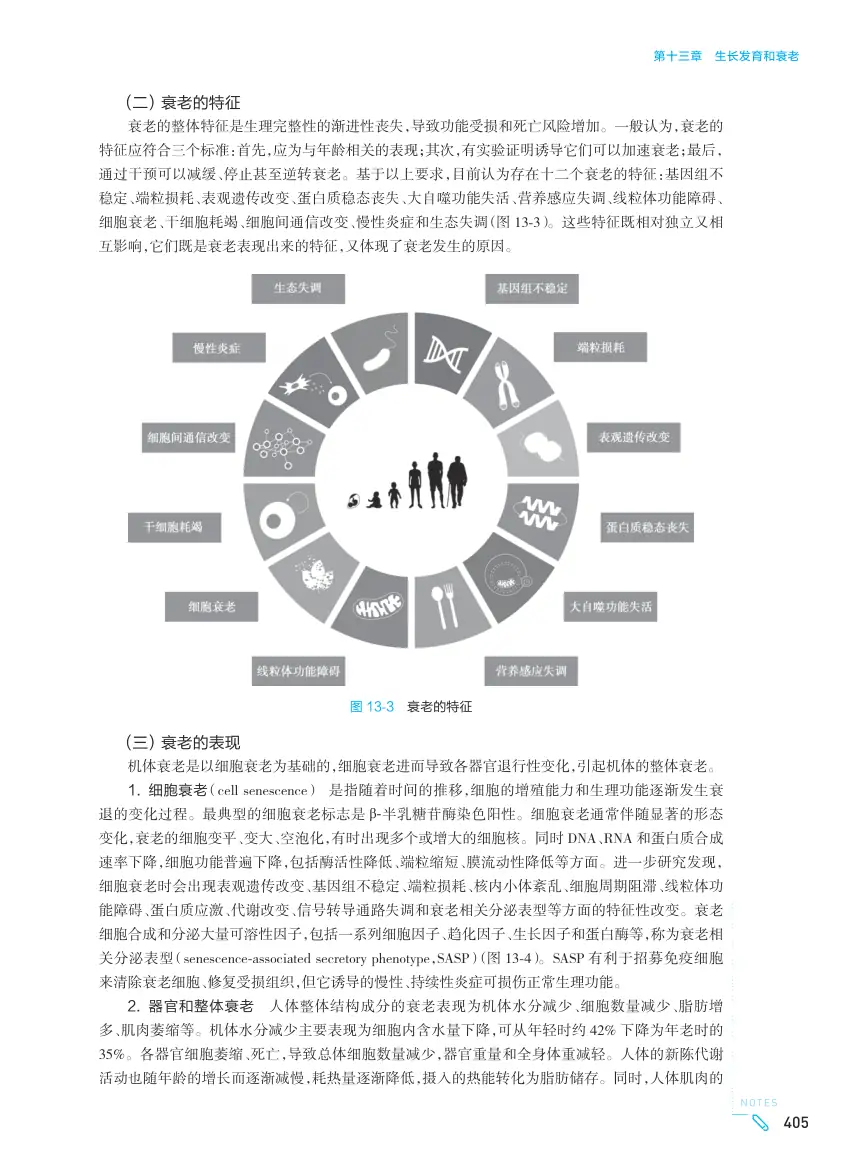 第十三章 生长发育和衰老
（二）衰老的特征
衰老的整体特征是生理完整性的渐进性丧失，导致功能受损和死亡风险增加。一般认为，衰老的
特征应符合三个标准：首先，应为与年龄相关的表现；其次，有实验证明诱导它们可以加速衰老；最后，
通过干预可以减缓、停止甚至逆转衰老。基于以上要求，目前认为存在十二个衰老的特征：基因组不
稳定、端粒损耗、表观遗传改变、蛋白质稳态丧失、大自噬功能失活、营养感应失调、线粒体功能障碍、
细胞衰老、干细胞耗竭、细胞间通信改变、慢性炎症和生态失调（图 13-3）。这些特征既相对独立又相
互影响，它们既是衰老表现出来的特征，又体现了衰老发生的原因。
生态失调
基因组不稳定
慢性炎症
端粒损耗
细胞间通信改变
表观遗传改变
干细胞耗竭
蛋白质稳态丧失
细胞衰老
大自噬功能失活
线粒体功能障碍
营养感应失调
图 13-3 衰老的特征
（三）衰老的表现
机体衰老是以细胞衰老为基础的，细胞衰老进而导致各器官退行性变化，引起机体的整体衰老。
1. 细胞衰老（cell senescence） 是指随着时间的推移，细胞的增殖能力和生理功能逐渐发生衰
退的变化过程。最典型的细胞衰老标志是 β-半乳糖苷酶染色阳性。细胞衰老通常伴随显著的形态
变化，衰老的细胞变平、变大、空泡化，有时出现多个或增大的细胞核。同时 DNA、RNA 和蛋白质合成
速率下降，细胞功能普遍下降，包括酶活性降低、端粒缩短、膜流动性降低等方面。进一步研究发现，
细胞衰老时会出现表观遗传改变、基因组不稳定、端粒损耗、核内小体紊乱、细胞周期阻滞、线粒体功
能障碍、蛋白质应激、代谢改变、信号转导通路失调和衰老相关分泌表型等方面的特征性改变。衰老
细胞合成和分泌大量可溶性因子，包括一系列细胞因子、趋化因子、生长因子和蛋白酶等，称为衰老相
关分泌表型（senescence-associated secretory phenotype，SASP）（图 13-4）。SASP 有利于招募免疫细胞
来清除衰老细胞、修复受损组织，但它诱导的慢性、持续性炎症可损伤正常生理功能。
2. 器官和整体衰老 人体整体结构成分的衰老表现为机体水分减少、细胞数量减少、脂肪增
多、肌肉萎缩等。机体水分减少主要表现为细胞内含水量下降，可从年轻时约 42% 下降为年老时的
35%。各器官细胞萎缩、死亡，导致总体细胞数量减少，器官重量和全身体重减轻。人体的新陈代谢
活动也随年龄的增长而逐渐减慢，耗热量逐渐降低，摄入的热能转化为脂肪储存。同时，人体肌肉的
NOTES
405